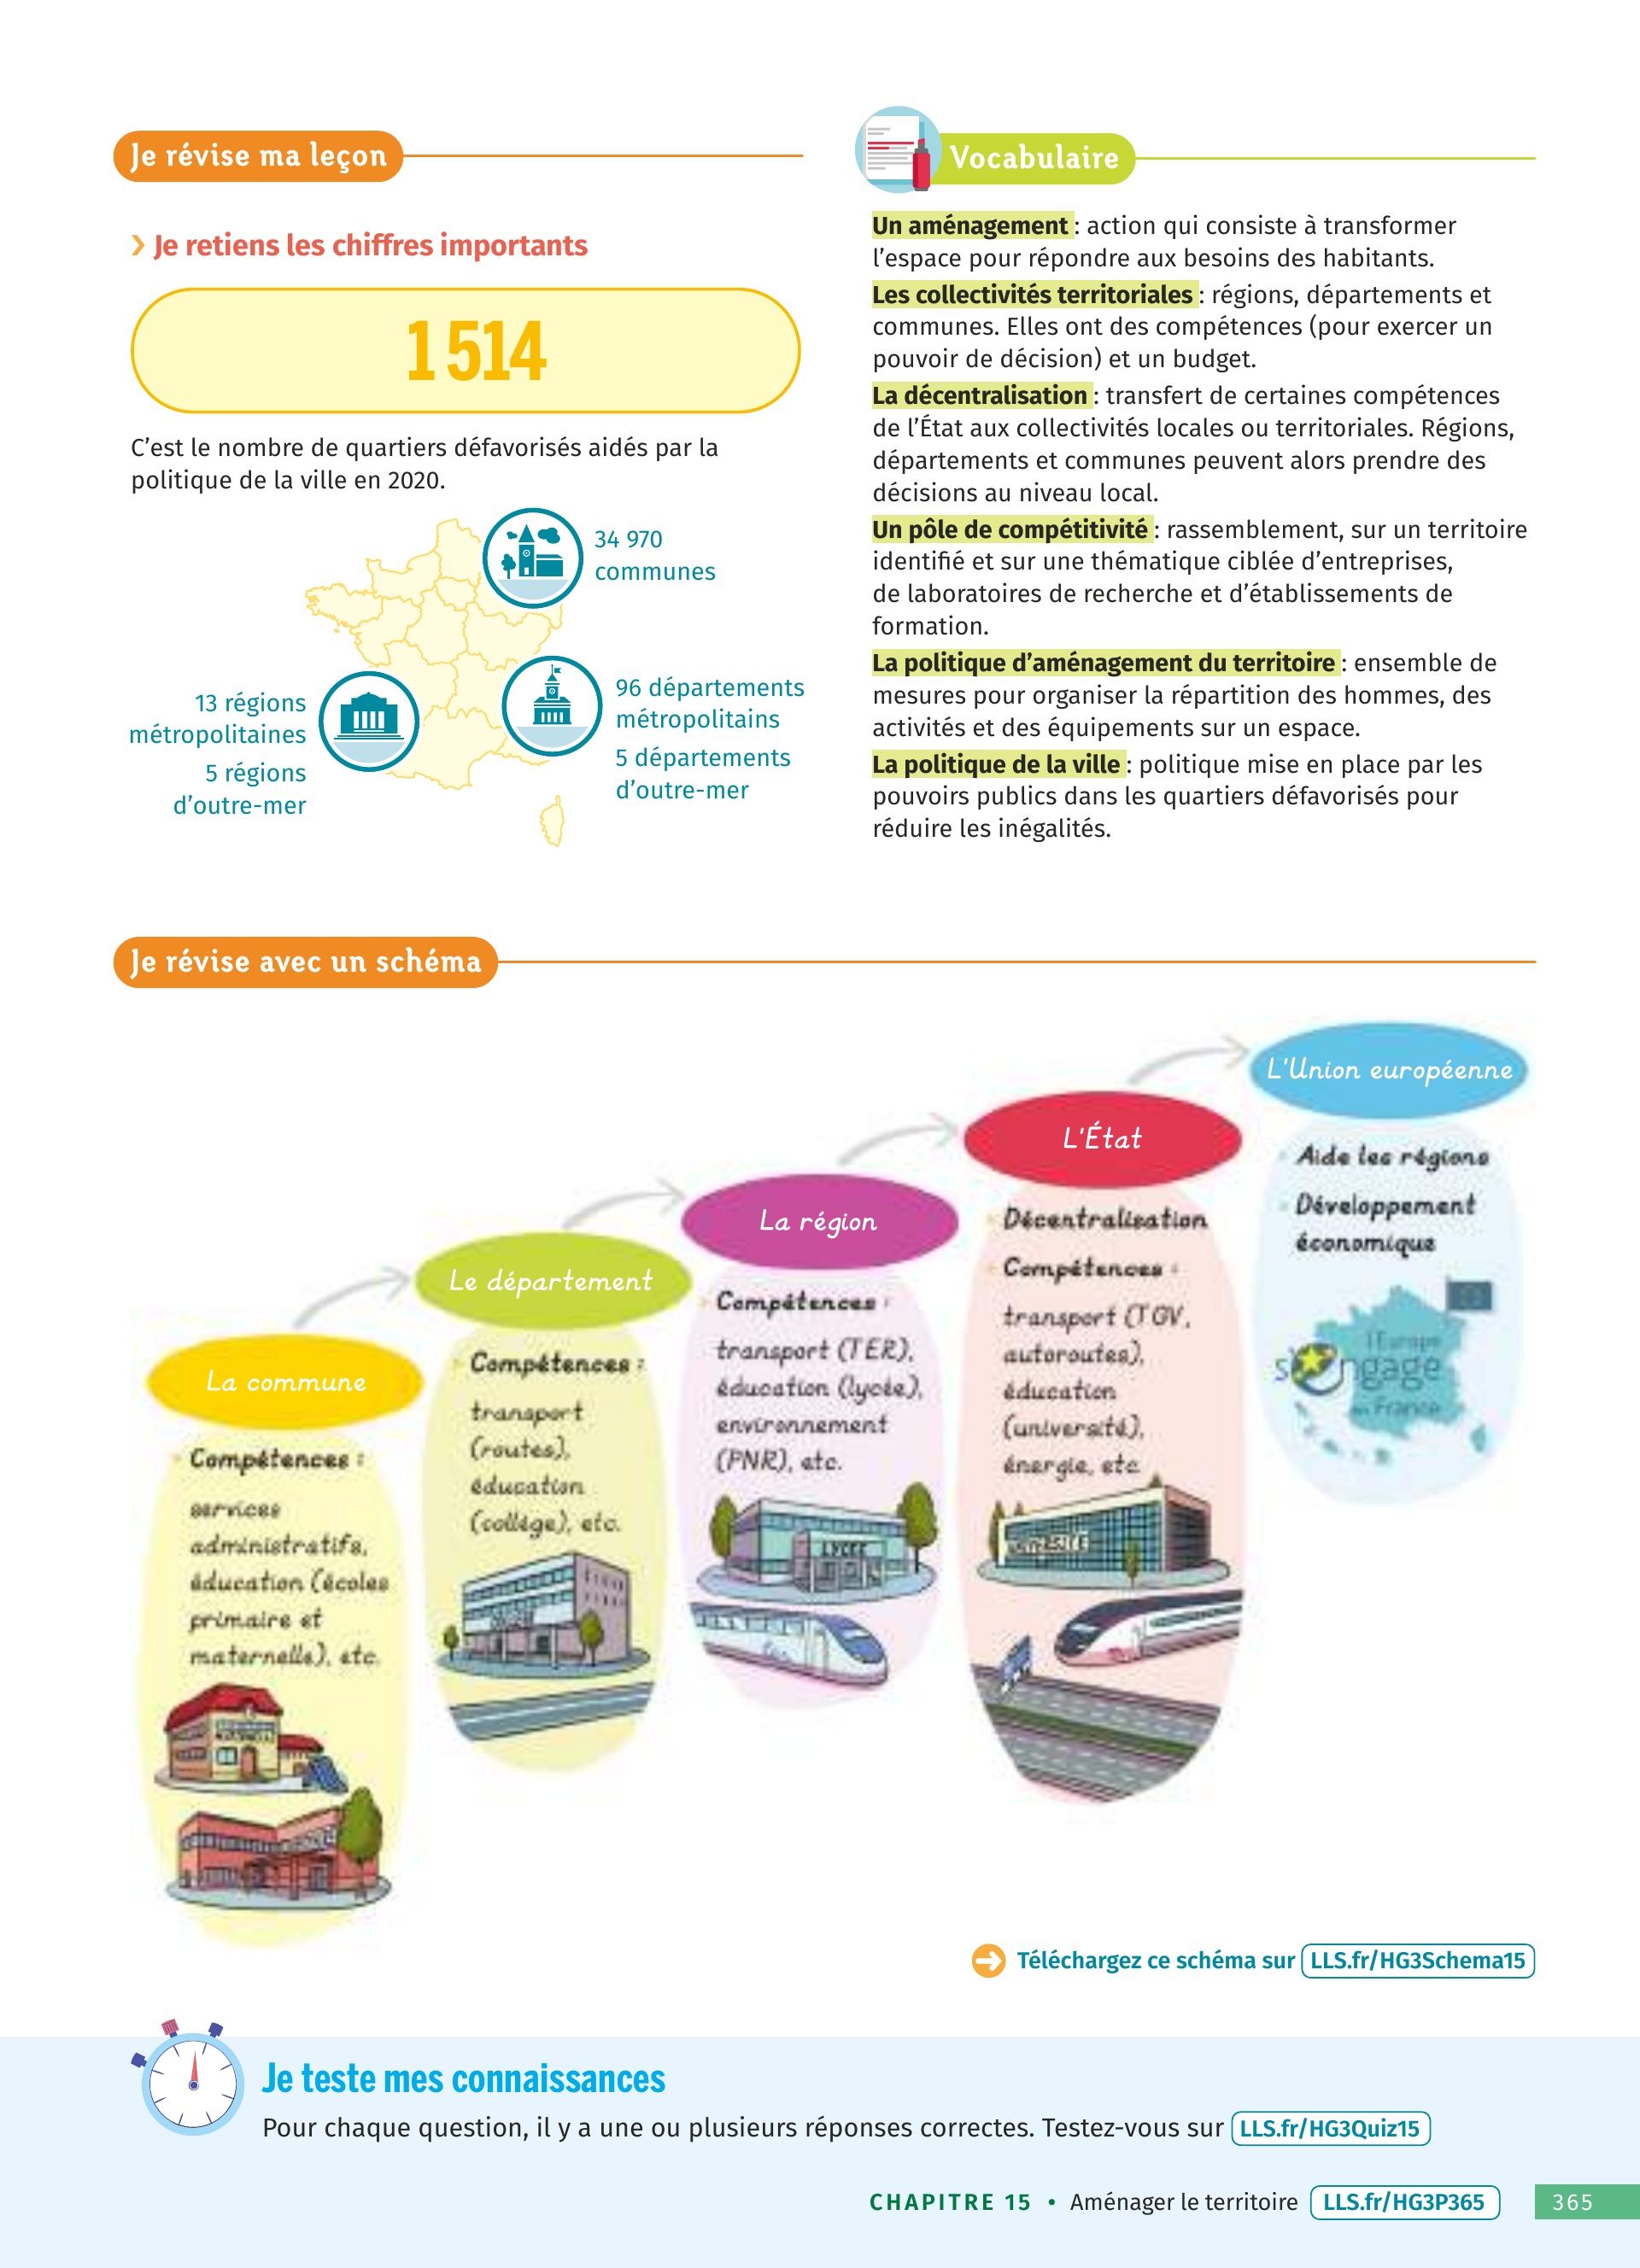 Je révise ma leçon
Je retiens les chiffres importants
1 514
C'est le nombre de quartiers défavorisés aidés par la
politique de la ville en 2020.
34 970
communes
13 régions
métropolitaines
5 régions
d'outre-mer
96 départements
métropolitains
5 départements
d'outre-mer
Vocabulaire
Un aménagement : action qui consiste à transformer
l'espace pour répondre aux besoins des habitants.
Les collectivités territoriales : régions, départements et
communes. Elles ont des compétences (pour exercer un
pouvoir de décision) et un budget.
La décentralisation : transfert de certaines compétences
de l'État aux collectivités locales ou territoriales. Régions,
départements et communes peuvent alors prendre des
décisions au niveau local.
Un pôle de compétitivité : rassemblement, sur un territoire
identifié et sur une thématique ciblée d'entreprises,
de laboratoires de recherche et d'établissements de
formation.
La politique d'aménagement du territoire : ensemble de
mesures pour organiser la répartition des hommes, des
activités et des équipements sur un espace.
La politique de la ville : politique mise en place par les
pouvoirs publics dans les quartiers défavorisés pour
réduire les inégalités.
Je révise avec un schéma
La commune
Compétences :
services
administratifs,
éducation (écoles
primaire et
maternelle), etc.
Le département
Compétences :
transport
(routes),
éducation
(collège), etc.
La région
Compétences :
transport (TER),
éducation (lycée),
environnement
(PNR), etc.
LYCÉE
L'État
Décentralisation
Compétences :
transport (TGV,
autoroutes),
éducation
(université),
énergie, etc
UNIVERSITÉ
L'Union européenne
Aide les régions
Développement
économique
l'Europe
s'engage
en France
Téléchargez ce schéma sur LLS.fr/HG3Schema15
Je teste mes connaissances
Pour chaque question, il y a une ou plusieurs réponses correctes. Testez-vous sur LLS.fr/HG3Quiz15
CHAPITRE 15 • Aménager le territoire LLS.fr/HG3P365 365